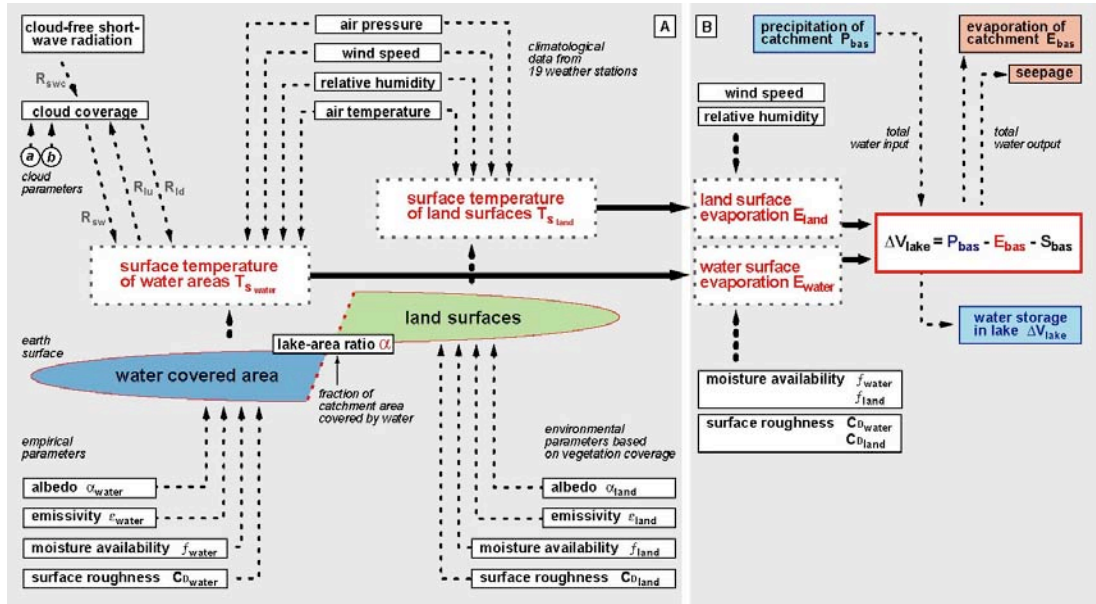 A
cloud-free short-
wave radiation
R swc
cloud coverage
a b
cloud
parameters
R sw
R lu
R ld
air pressure
wind speed
relative humidity
air temperature
climatological
data from
19 weather stations
surface temperature
of land surfaces T s land
surface temperature
of water areas T s water
land surfaces
lake-area ratio α
earth
surface
water covered area
fraction of
catchment area
covered by water
empirical
parameters
albedo α water
emissivity ε water
moisture availability f water
surface roughness C D water
environmental
parameters based
on vegetation coverage
albedo α land
emissivity ε land
moisture availability f land
surface roughness C D land
B
precipitation of
catchment P bas
evaporation of
catchment E bas
seepage
wind speed
relative humidity
total
water input
total
water output
land surface
evaporation E land
water surface
evaporation E water
ΔV lake = P bas - E bas - S bas
water storage
in lake ΔV lake
moisture availability f water
f land
surface roughness C D water
C D land